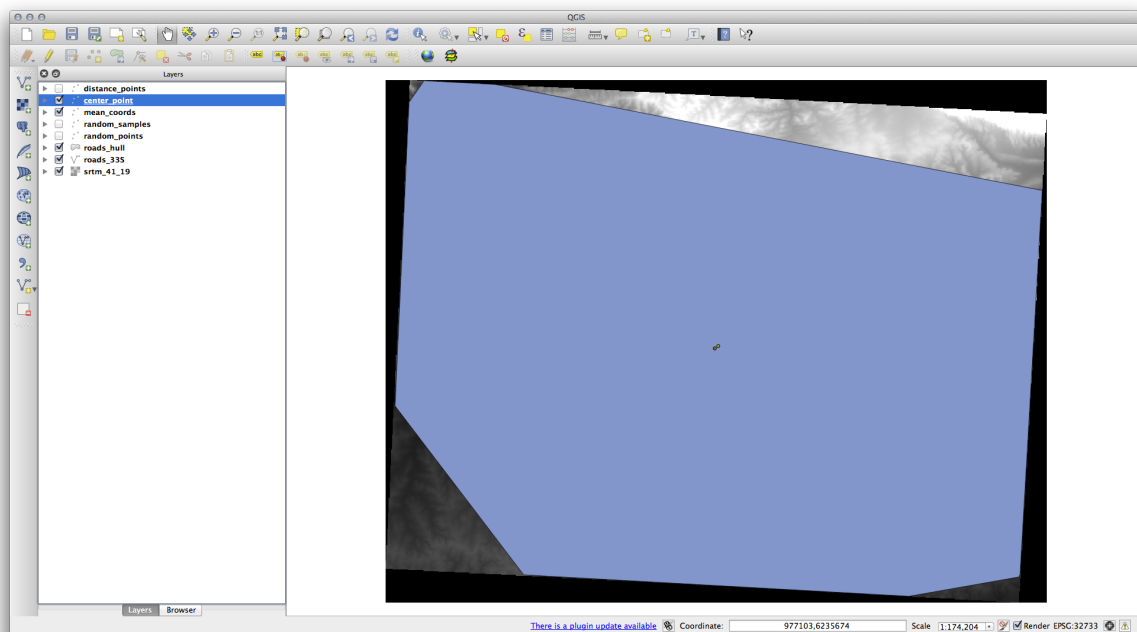 QGIS
Layers
distance_points
center_point
mean_coords
random_samples
random_points
roads_hull
roads_33S
srtm_41_19
Layers Browser
There is a plugin update available Coordinate: 977103,6235674 Scale 1:174,204 Render EPSG:32733